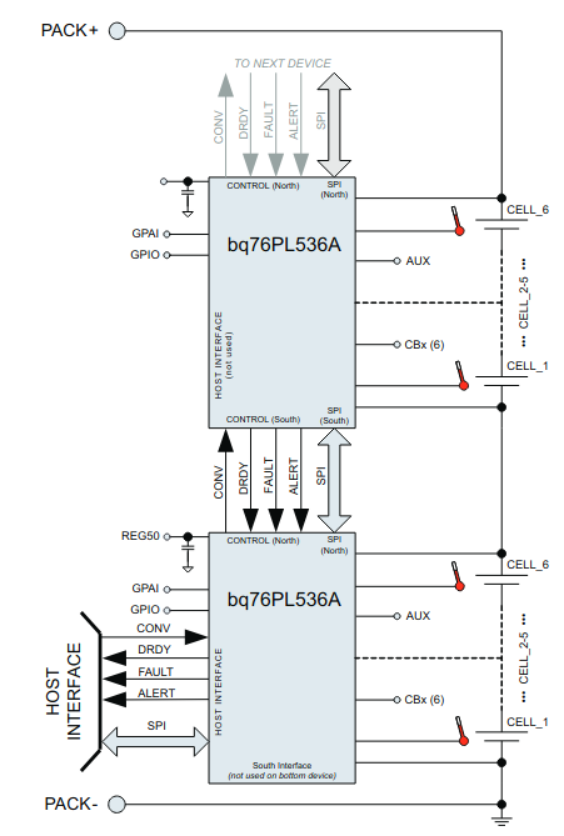 PACK+
TO NEXT DEVICE
CONV
DRDY
FAULT
ALERT
SPI
CONTROL (North)
SPI
(North)
GPAI
GPIO
bq76PL536A
HOST INTERFACE
(not used)
CELL_6
AUX
... CELL_2-5 ...
CBx (6)
CELL_1
CONTROL (South)
SPI
(South)
CONV
DRDY
FAULT
ALERT
SPI
REG50
CONTROL (North)
SPI
(North)
CELL_6
GPAI
GPIO
bq76PL536A
AUX
CONV
DRDY
FAULT
ALERT
SPI
HOST
INTERFACE
HOST INTERFACE
... CELL_2-5 ...
CBx (6)
CELL_1
South Interface
(not used on bottom device)
PACK-